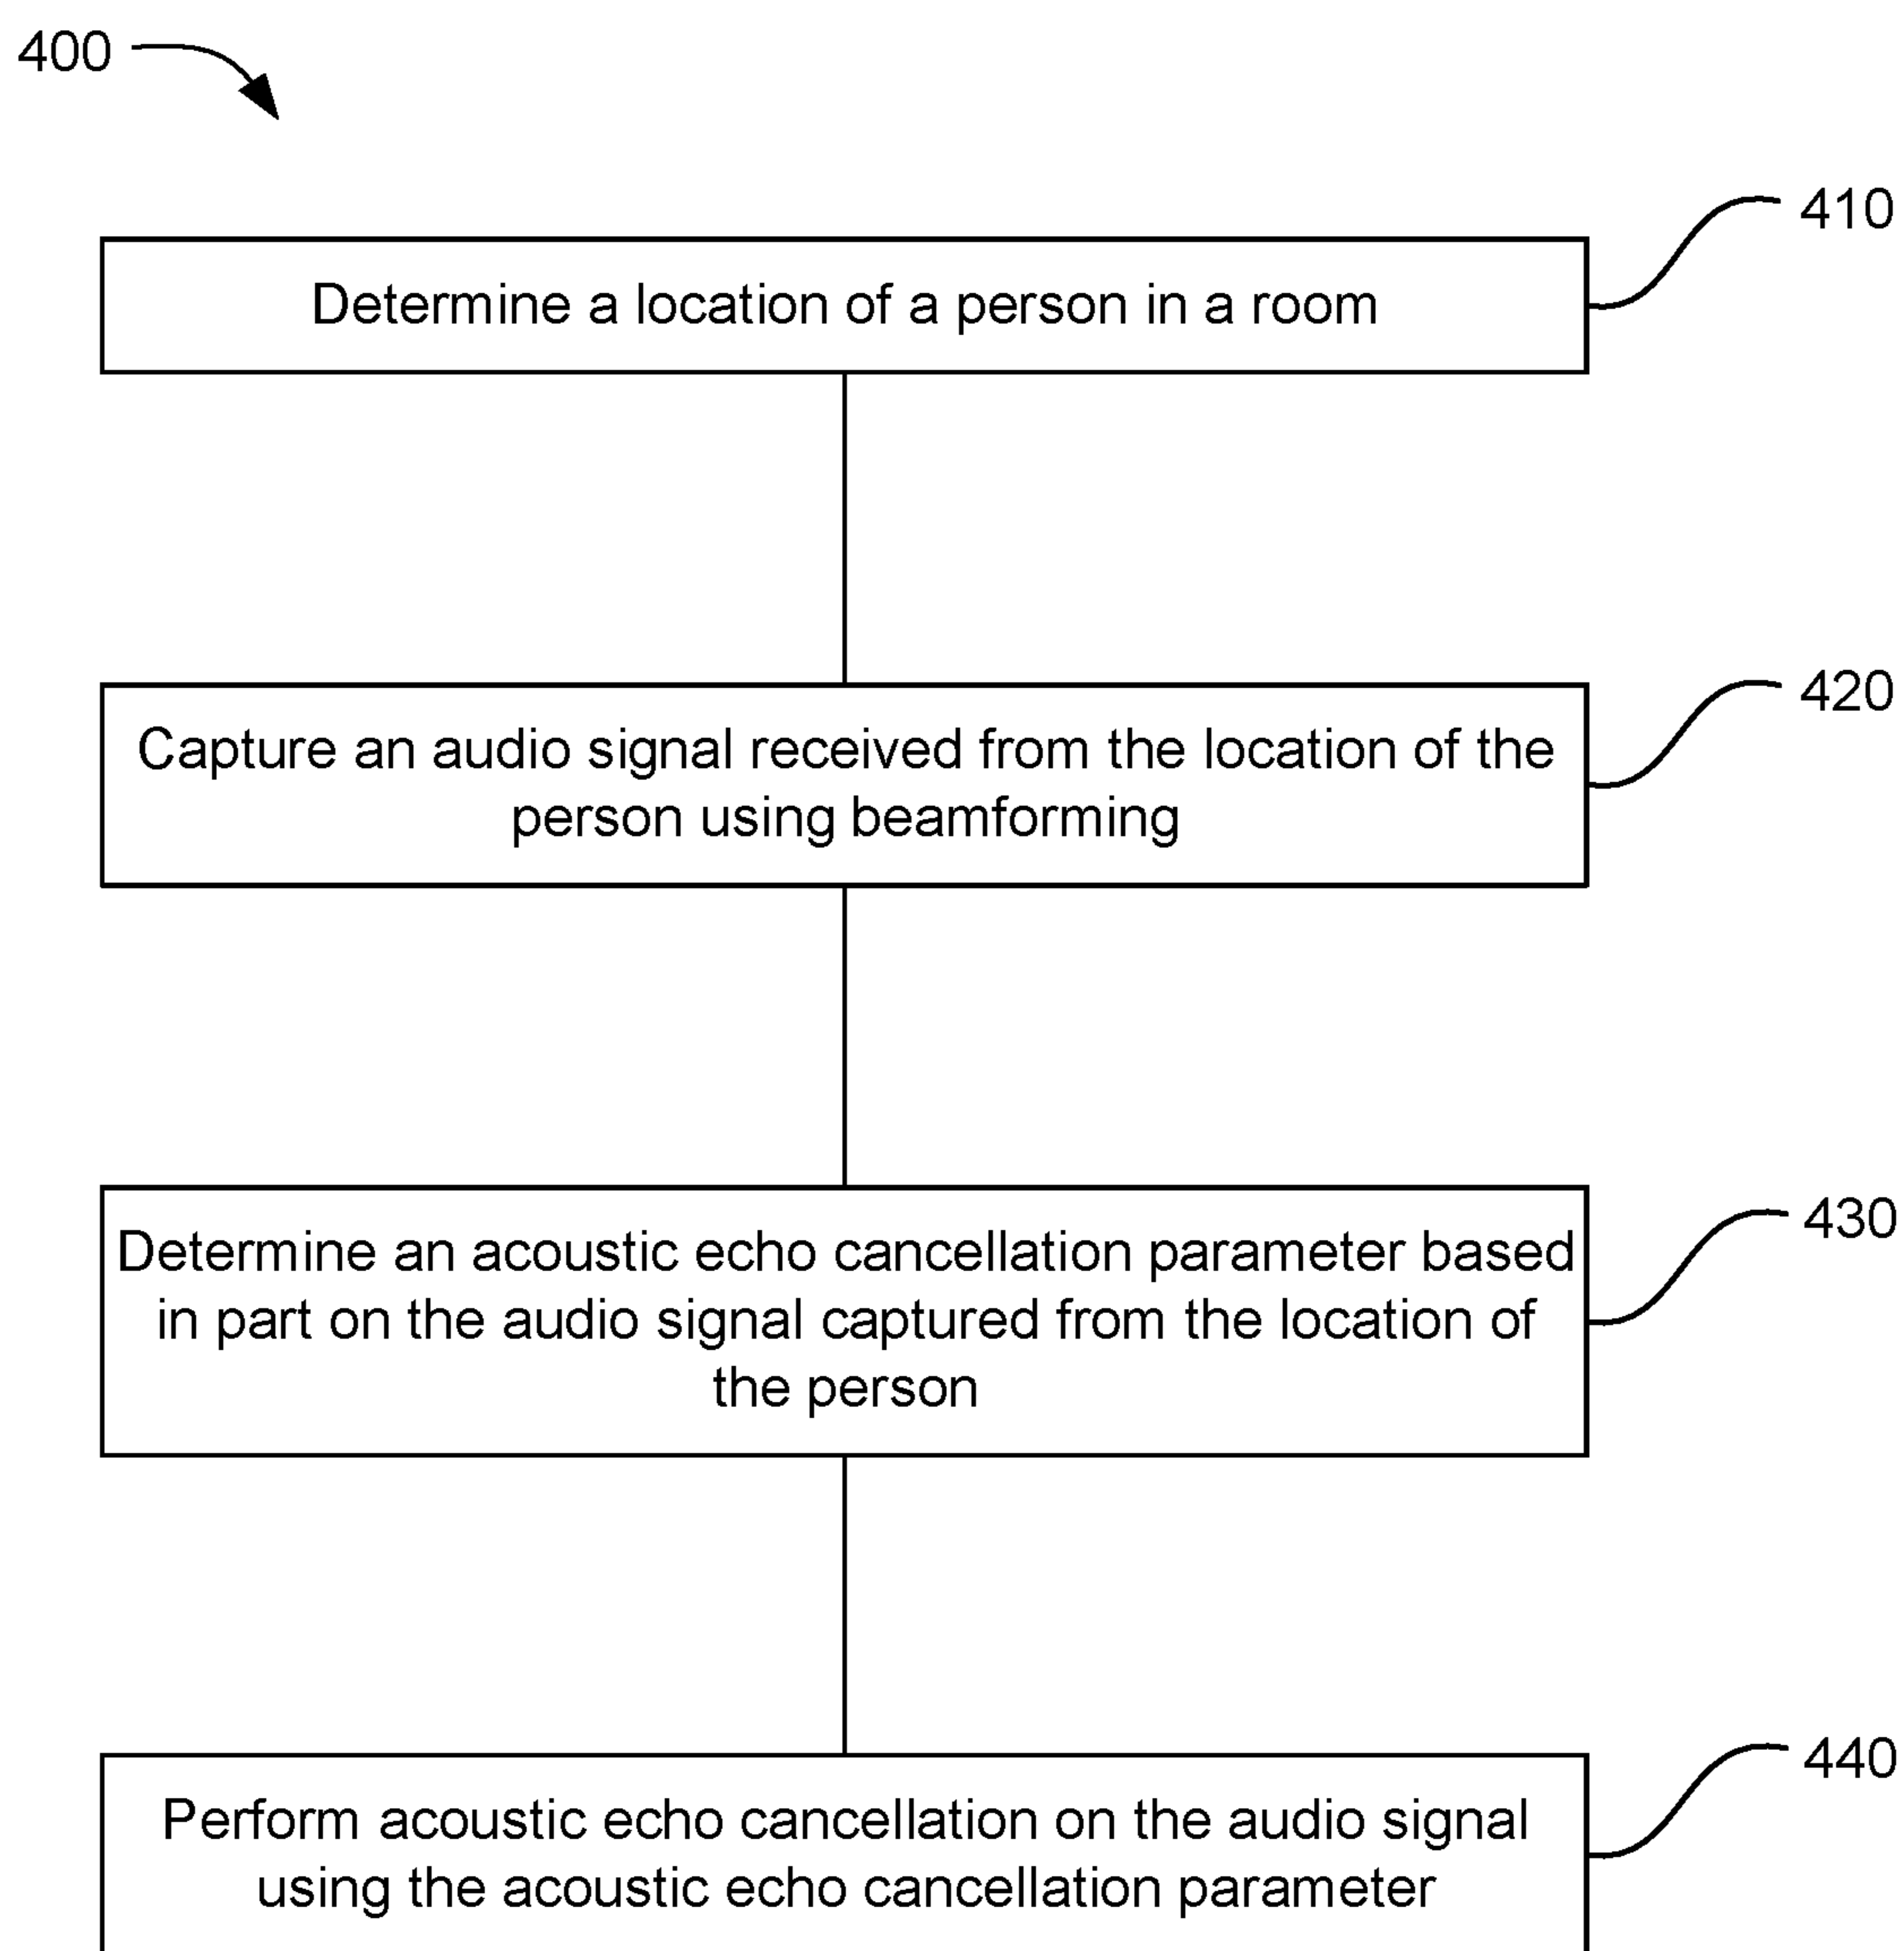 400
410
Determine a location of a person in a room
420
Capture an audio signal received from the location of the
person using beamforming
430
Determine an acoustic echo cancellation parameter based
in part on the audio signal captured from the location of
the person
440
Perform acoustic echo cancellation on the audio signal
using the acoustic echo cancellation parameter